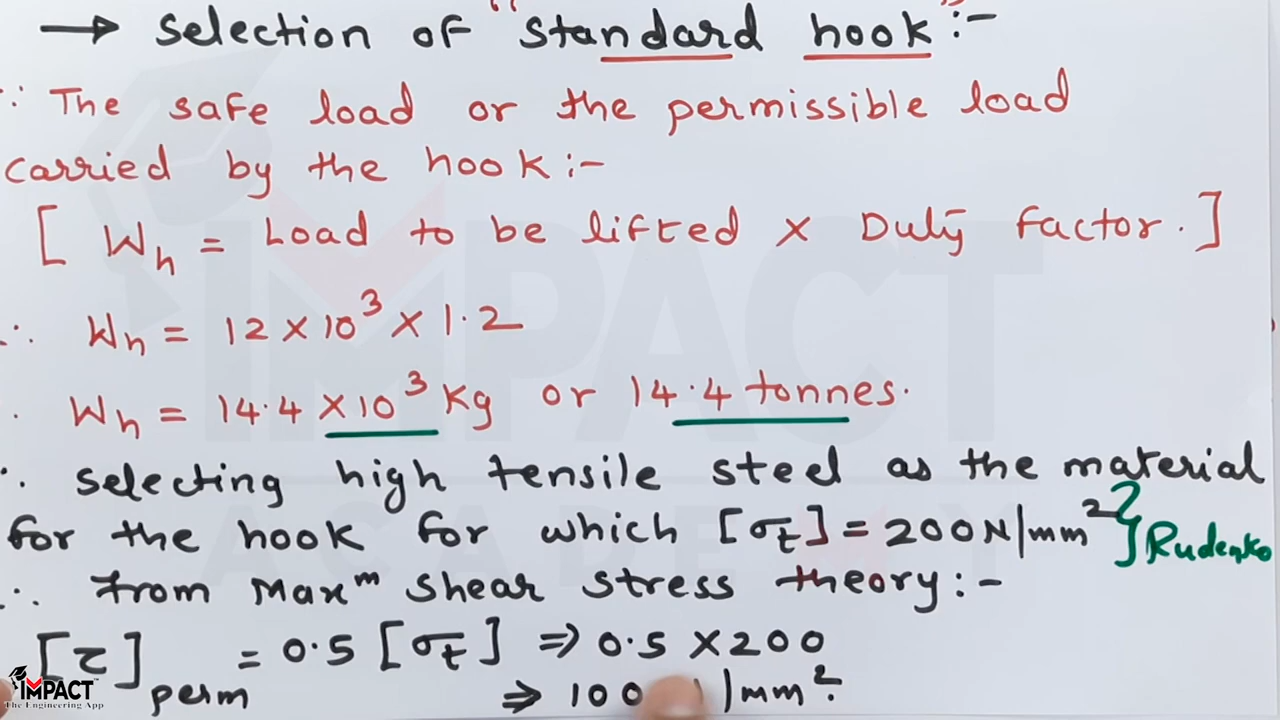 → Selection of "standard hook" :-
∵ The safe load or the permissible load
carried by the hook :-
[ Wh = Load to be lifted × Duty factor. ]
∴ Wh = 12 × 10³ × 1.2
∴ Wh = 14.4 × 10³ Kg or 14.4 tonnes.
∴ selecting high tensile steel as the material
for the hook for which [σt] = 200N/mm² } Rudenko
∴ from Maxᵐ shear stress theory :-
[τ]perm = 0.5 [σt] ⇒ 0.5 × 200
⇒ 100 /mm².
IMPACT
The Engineering App
IMPACT
ACADEMY